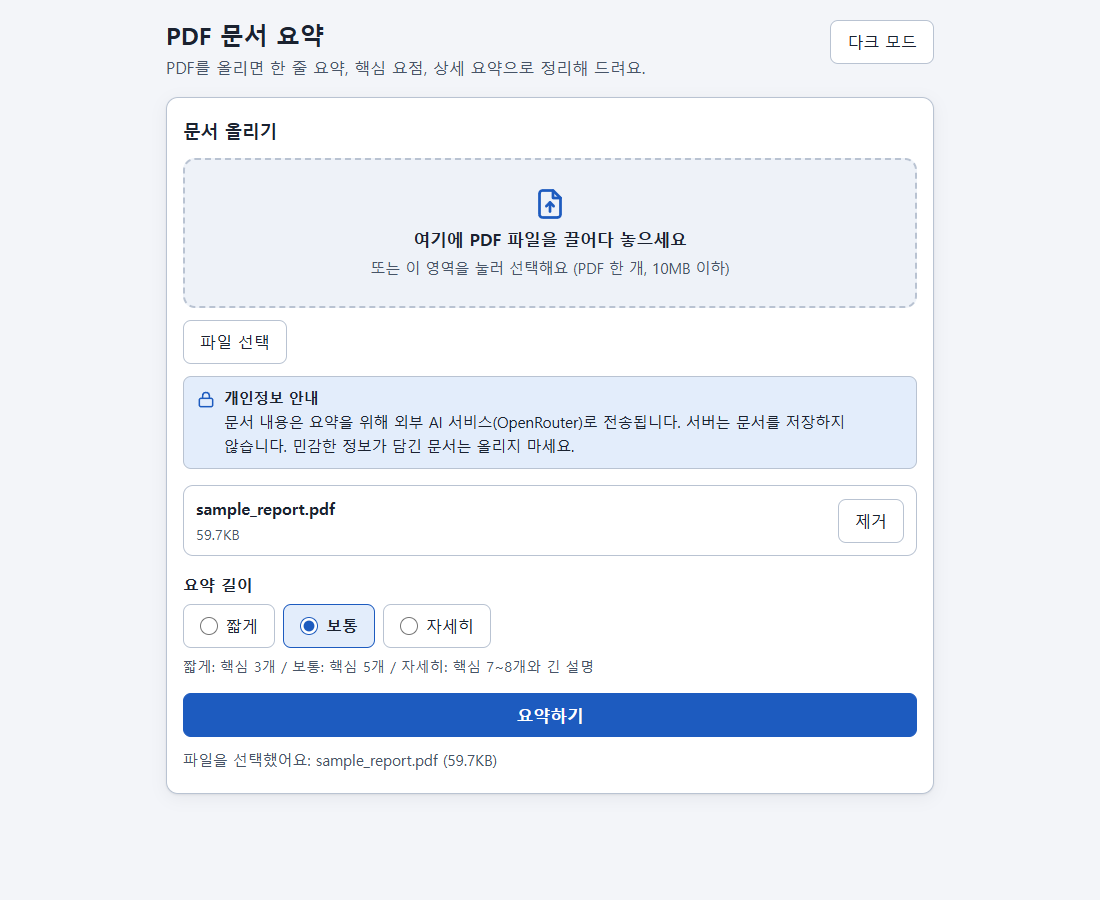 PDF 문서 요약
PDF를 올리면 한 줄 요약, 핵심 요점, 상세 요약으로 정리해 드려요.
다크 모드
문서 올리기
여기에 PDF 파일을 끌어다 놓으세요
또는 이 영역을 눌러 선택해요 (PDF 한 개, 10MB 이하)
파일 선택
개인정보 안내
문서 내용은 요약을 위해 외부 AI 서비스(OpenRouter)로 전송됩니다. 서버는 문서를 저장하지
않습니다. 민감한 정보가 담긴 문서는 올리지 마세요.
sample_report.pdf
59.7KB
제거
요약 길이
짧게
보통
자세히
짧게: 핵심 3개 / 보통: 핵심 5개 / 자세히: 핵심 7~8개와 긴 설명
요약하기
파일을 선택했어요: sample_report.pdf (59.7KB)